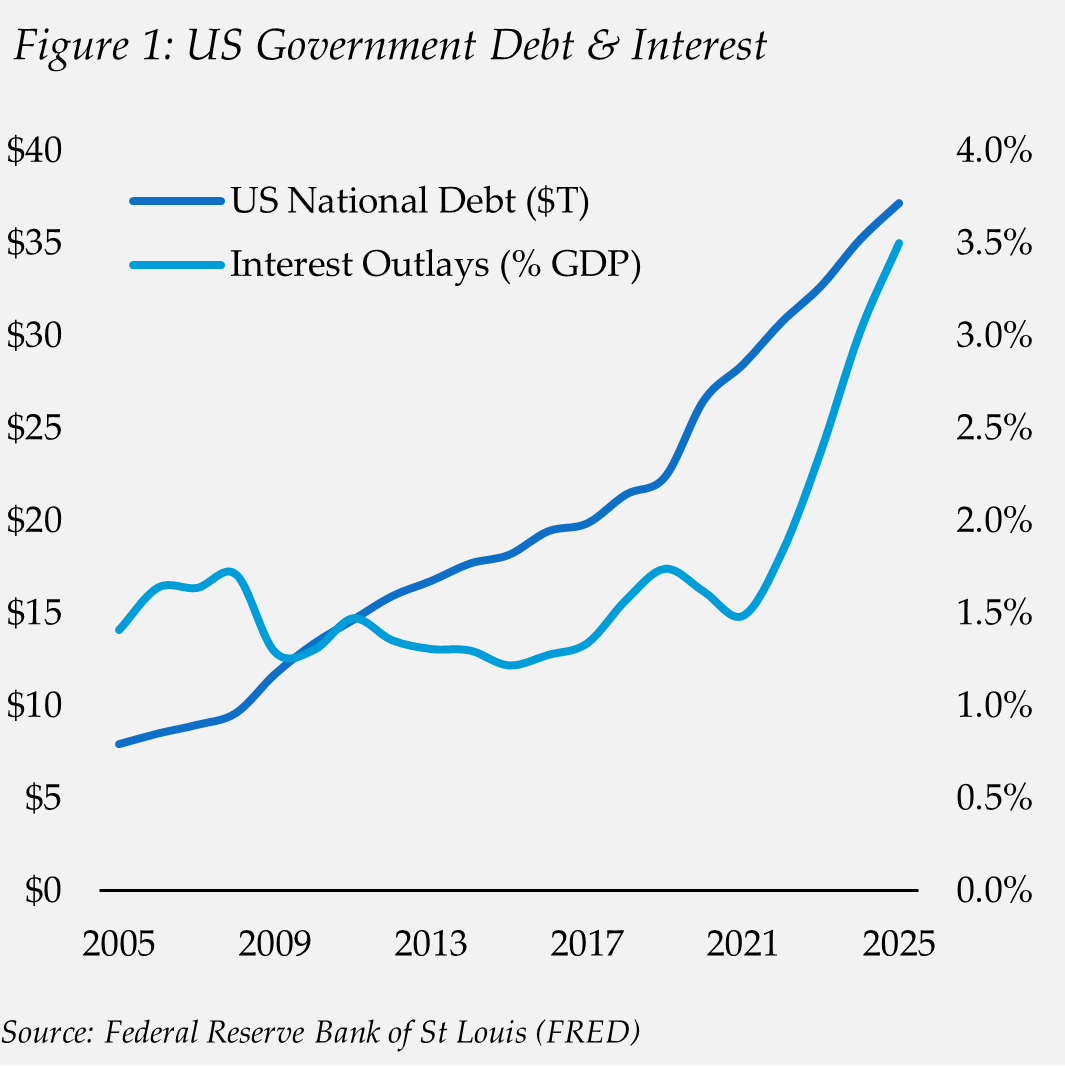 Figure 1: US Government Debt & Interest
$40 4.0%
US National Debt ($T)
$35 3.5%
Interest Outlays (% GDP)
$30 3.0%
$25 2.5%
$20 2.0%
$15 1.5%
$10 1.0%
$5 0.5%
$0 0.0%
2005 2009 2013 2017 2021 2025
Source: Federal Reserve Bank of St Louis (FRED)